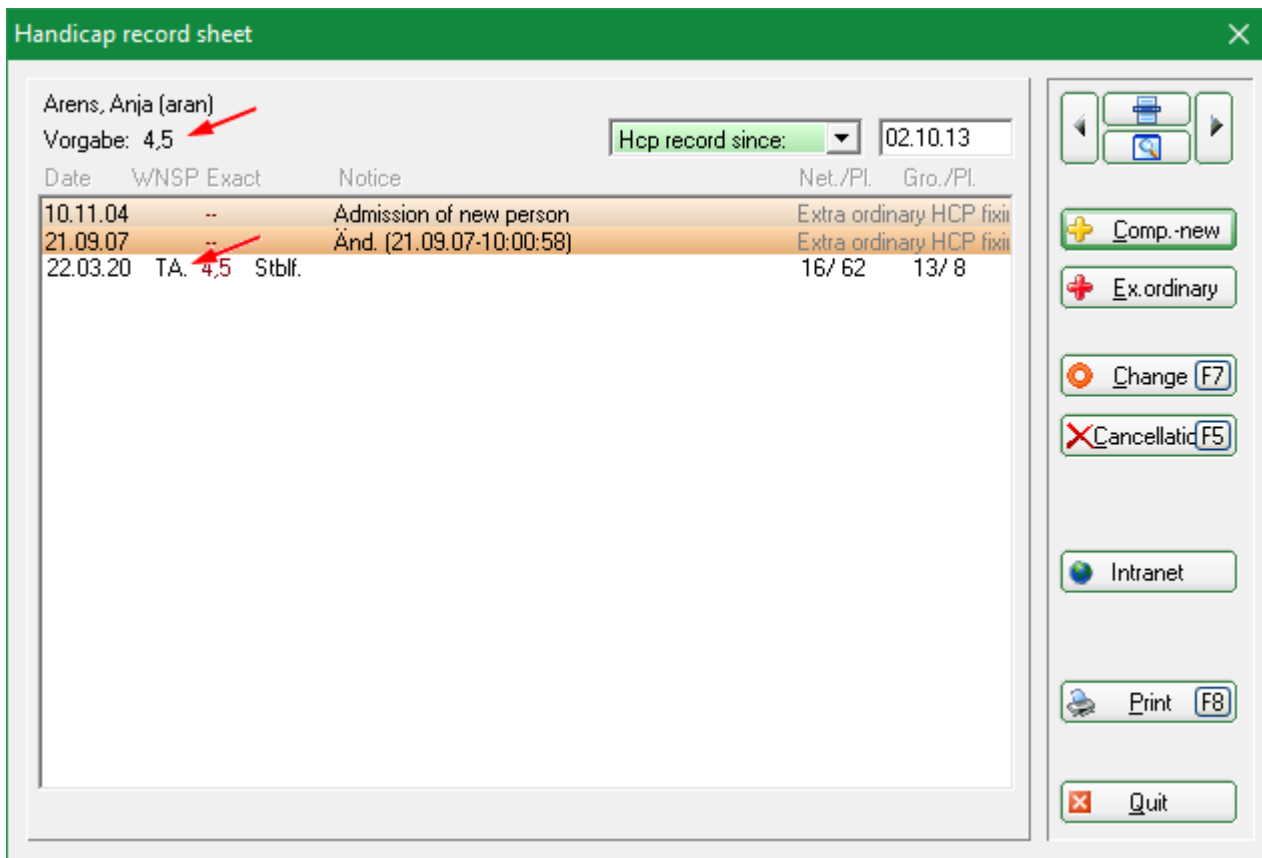 Handicap record sheet
Arens, Anja (aran)
Vorgabe: 4,5
Hcp record since: 02.10.13
Date WNSP Exact Notice Net./Pl. Gro./Pl.
10.11.04 -- Admission of new person Extra ordinary HCP fixii
21.09.07 -- Änd. (21.09.07-10:00:58) Extra ordinary HCP fixii
22.03.20 TA. 4,5 Stblf. 16/ 62 13/ 8
Comp.-new
Ex.ordinary
Change F7
Cancellatic F5
Intranet
Print F8
Quit